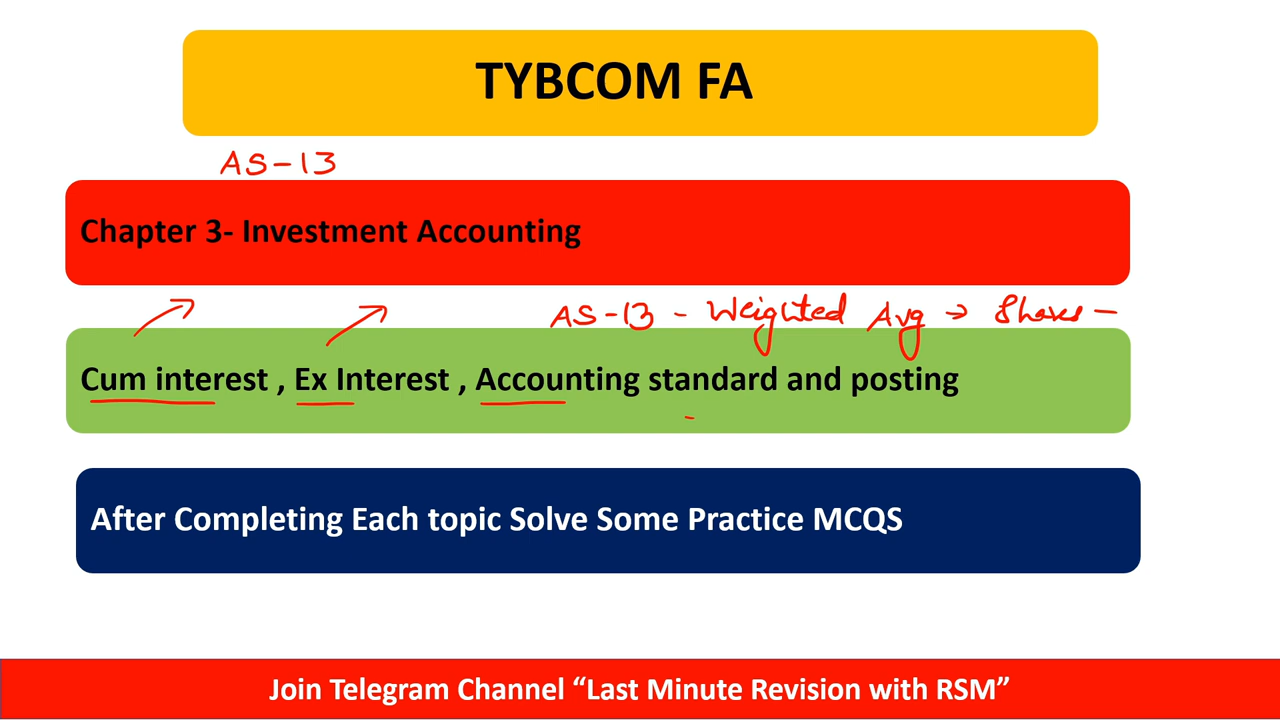 TYBCOM FA
AS-13
Chapter 3- Investment Accounting
AS-13 - Weighted Avg → Shares -
Cum interest , Ex Interest , Accounting standard and posting
After Completing Each topic Solve Some Practice MCQS
Join Telegram Channel “Last Minute Revision with RSM”